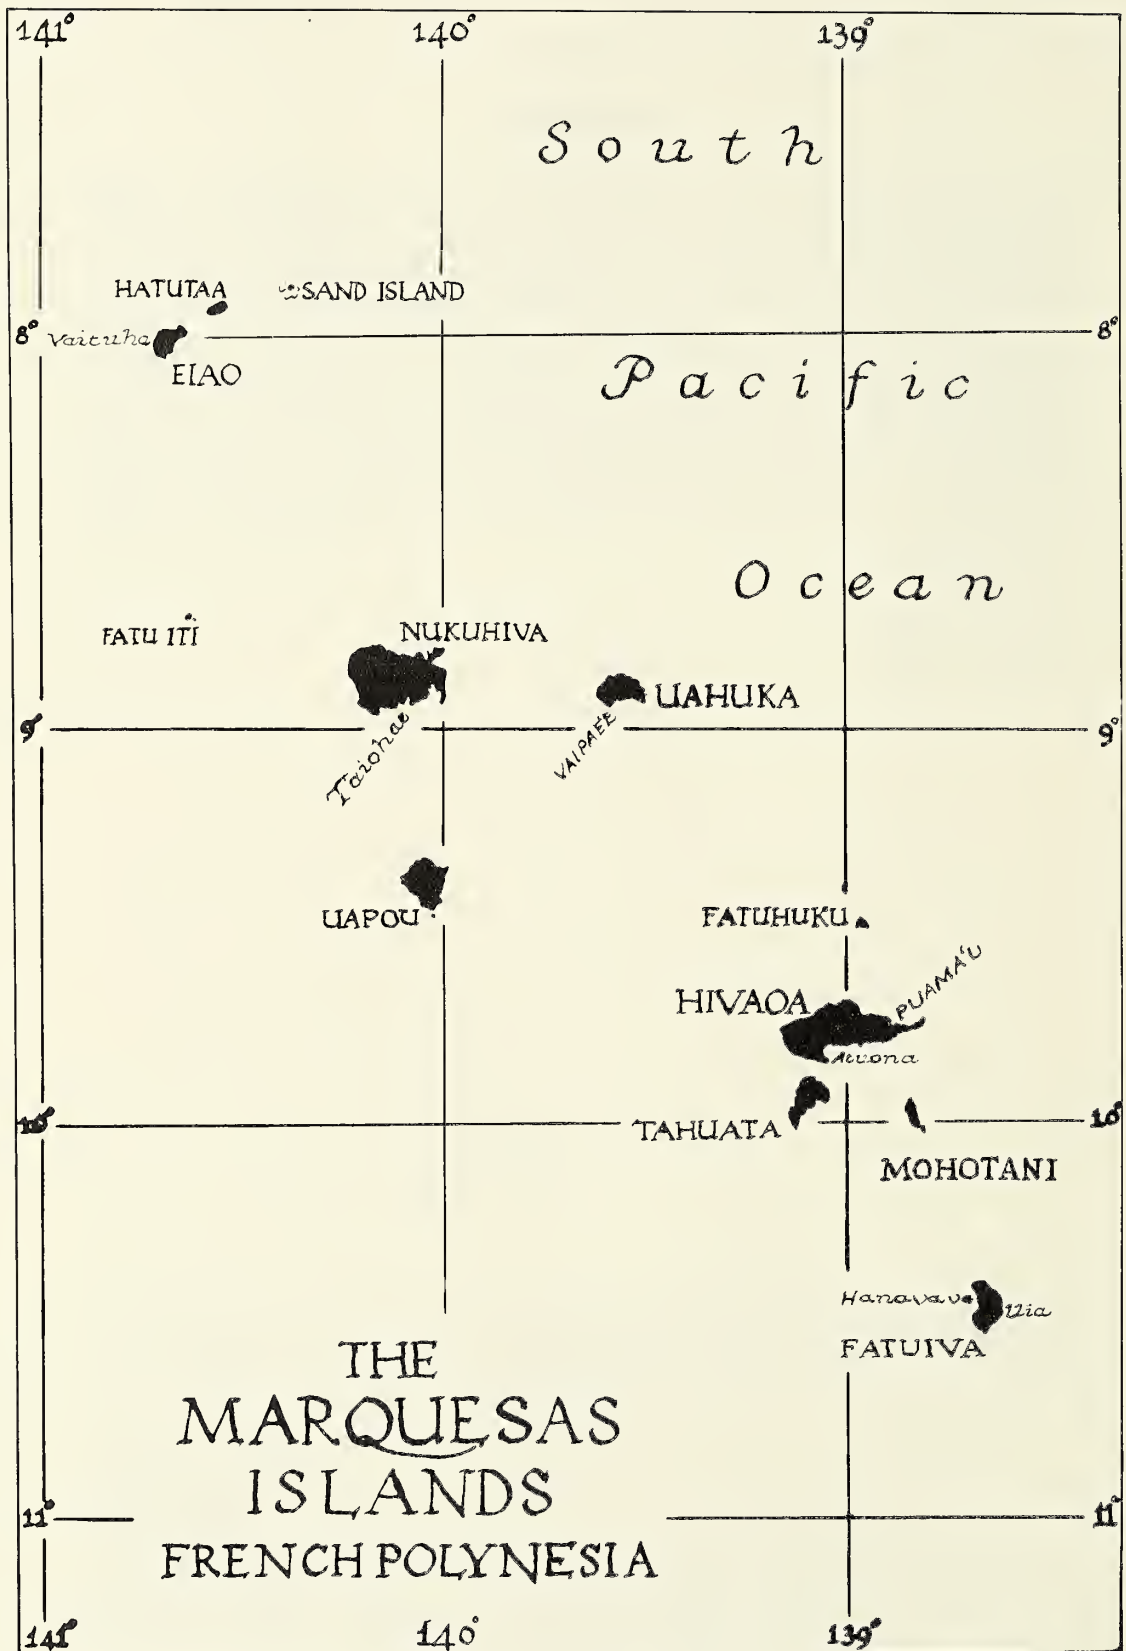 141° 140° 139°
South
HATUTAA SAND ISLAND
8° Vaituha 8°
EIAO
Pacific
Ocean
FATU ITI NUKUHIVA
UAHUKA
9° 9°
Taiohae VAIPAÉE
UAPOU FATUHUKU
HIVAOA PUAMA'U
Atuona
10° TAHUATA 10°
MOHOTANI
Hanavave Uia
FATUIVA
THE
MARQUESAS
ISLANDS
11° 11°
FRENCH POLYNESIA
141° 140° 139°